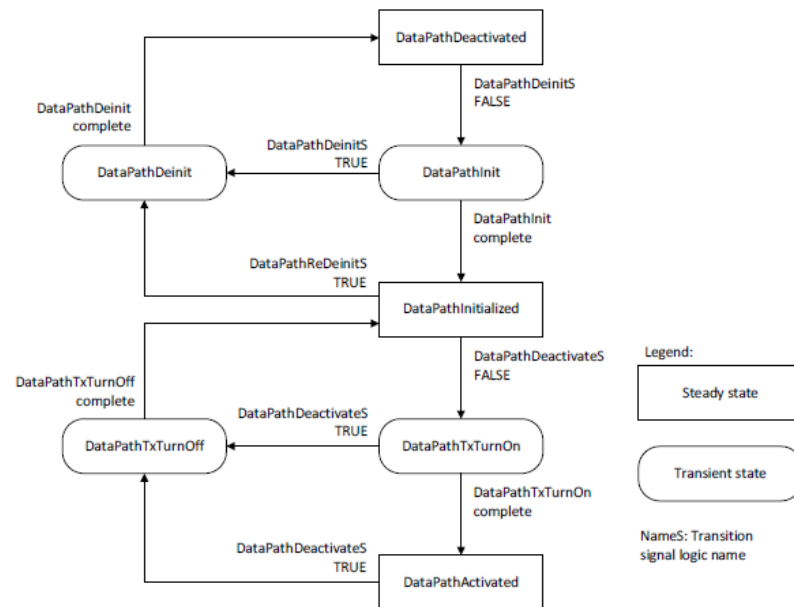 DataPathDeactivated
DataPathDeinitS
FALSE
DataPathDeinit
complete
DataPathDeinitS
TRUE
DataPathDeinit
DataPathInit
DataPathInit
complete
DataPathReDeinitS
TRUE
DataPathInitialized
DataPathDeactivateS
FALSE
Legend:
Steady state
DataPathTxTurnOff
complete
DataPathDeactivateS
TRUE
DataPathTxTurnOff
DataPathTxTurnOn
Transient state
DataPathTxTurnOn
complete
NameS: Transition
signal logic name
DataPathDeactivateS
TRUE
DataPathActivated